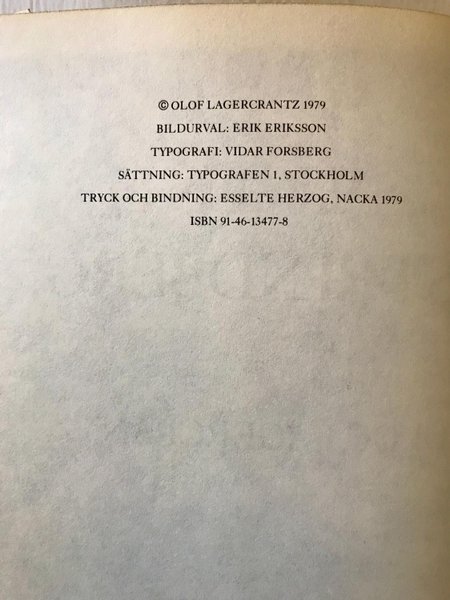 © OLOF LAGERCRANTZ 1979
BILDURVAL: ERIK ERIKSSON
TYPOGRAFI: VIDAR FORSBERG
SÄTTNING: TYPOGRAFEN 1, STOCKHOLM
TRYCK OCH BINDNING: ESSELTE HERZOG, NACKA 1979
ISBN 91-46-13477-8